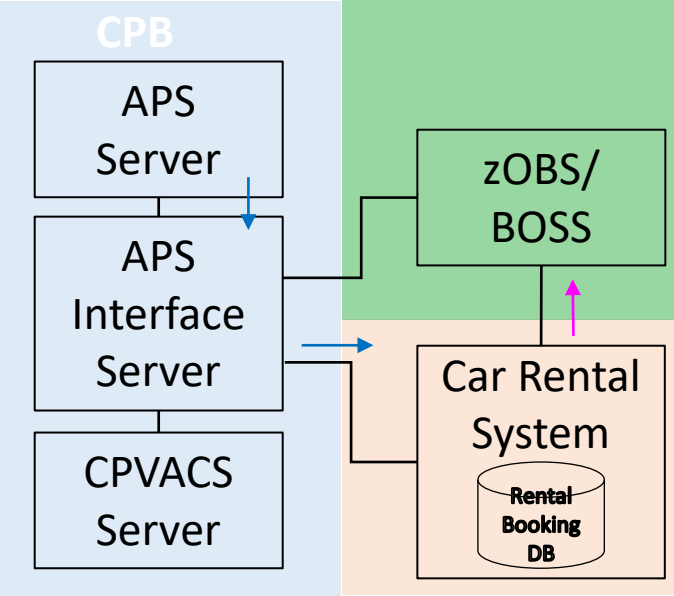 CPB
APS
Server
APS
Interface
Server
CPVACS
Server
zOBS/
BOSS
Car Rental
System
Rental
Booking
DB